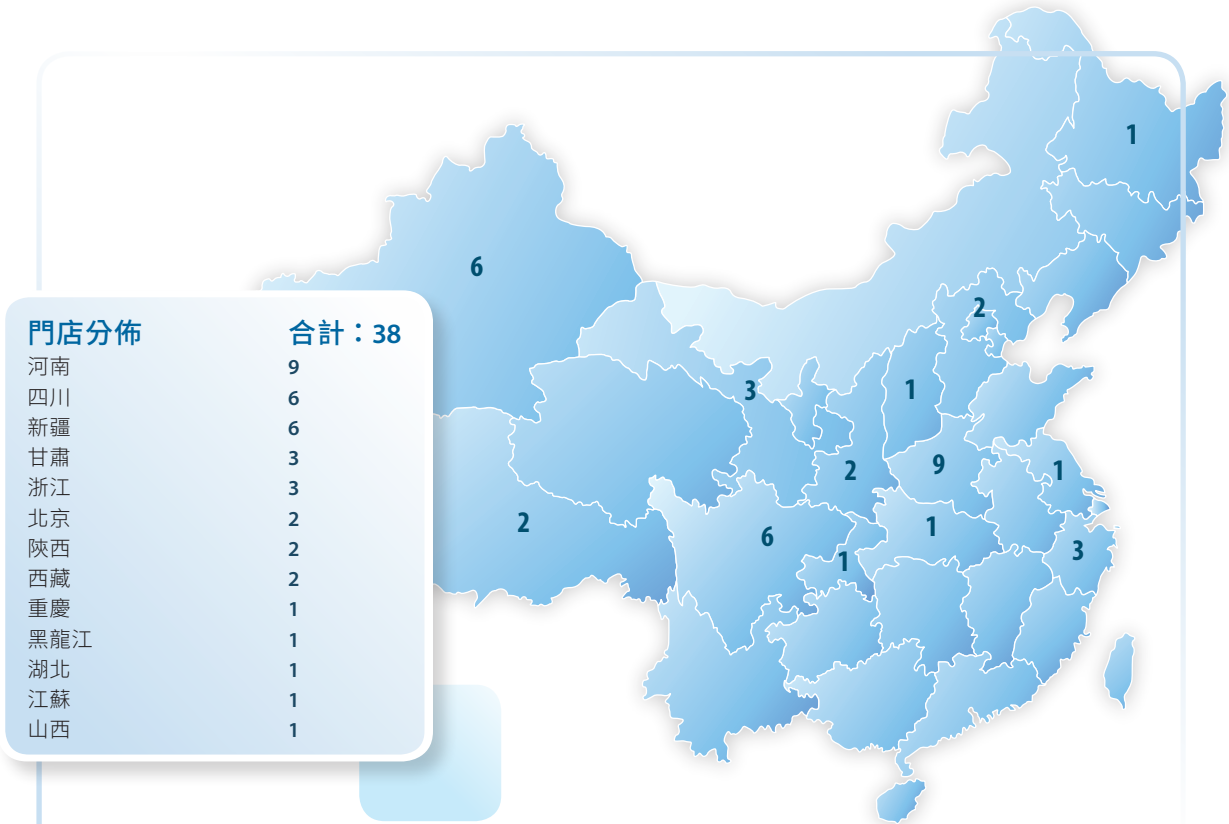 門店分佈 合計：38
河南 9
四川 6
新疆 6
甘肅 3
浙江 3
北京 2
陝西 2
西藏 2
重慶 1
黑龍江 1
湖北 1
江蘇 1
山西 1
1
6
2
3
1
2
9
1
2
6
1
1
3